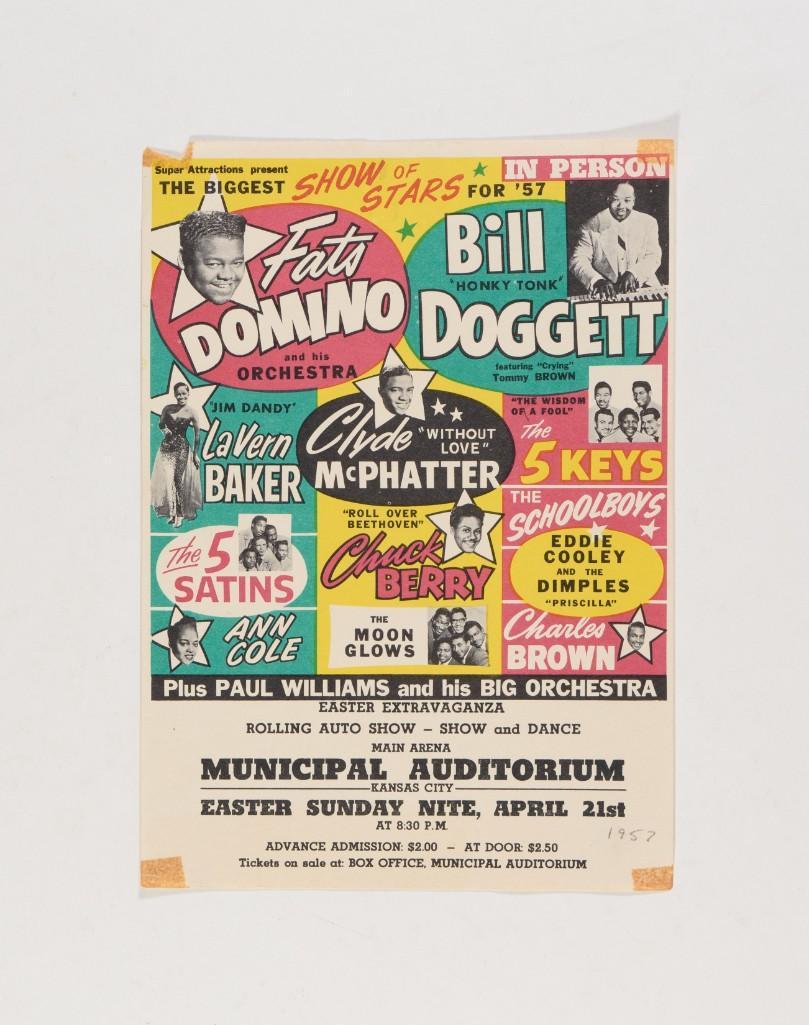 Super Attractions present
THE BIGGEST SHOW OF STARS FOR '57
IN PERSON
Fats
DOMINO
and his
ORCHESTRA
Bill
"HONKY TONK"
DOGGETT
featuring "Crying"
Tommy BROWN
"JIM DANDY"
LaVern
BAKER
Clyde "WITHOUT LOVE"
McPHATTER
"THE WISDOM
OF A FOOL"
The
5 KEYS
THE
SCHOOLBOYS
The 5
SATINS
"ROLL OVER
BEETHOVEN"
Chuck
BERRY
EDDIE
COOLEY
AND THE
DIMPLES
"PRISCILLA"
ANN
COLE
THE
MOON
GLOWS
Charles
BROWN
Plus PAUL WILLIAMS and his BIG ORCHESTRA
EASTER EXTRAVAGANZA
ROLLING AUTO SHOW – SHOW and DANCE
MAIN ARENA
MUNICIPAL AUDITORIUM
KANSAS CITY
EASTER SUNDAY NITE, APRIL 21st
AT 8:30 P.M.
1957
ADVANCE ADMISSION: $2.00 – AT DOOR: $2.50
Tickets on sale at: BOX OFFICE, MUNICIPAL AUDITORIUM